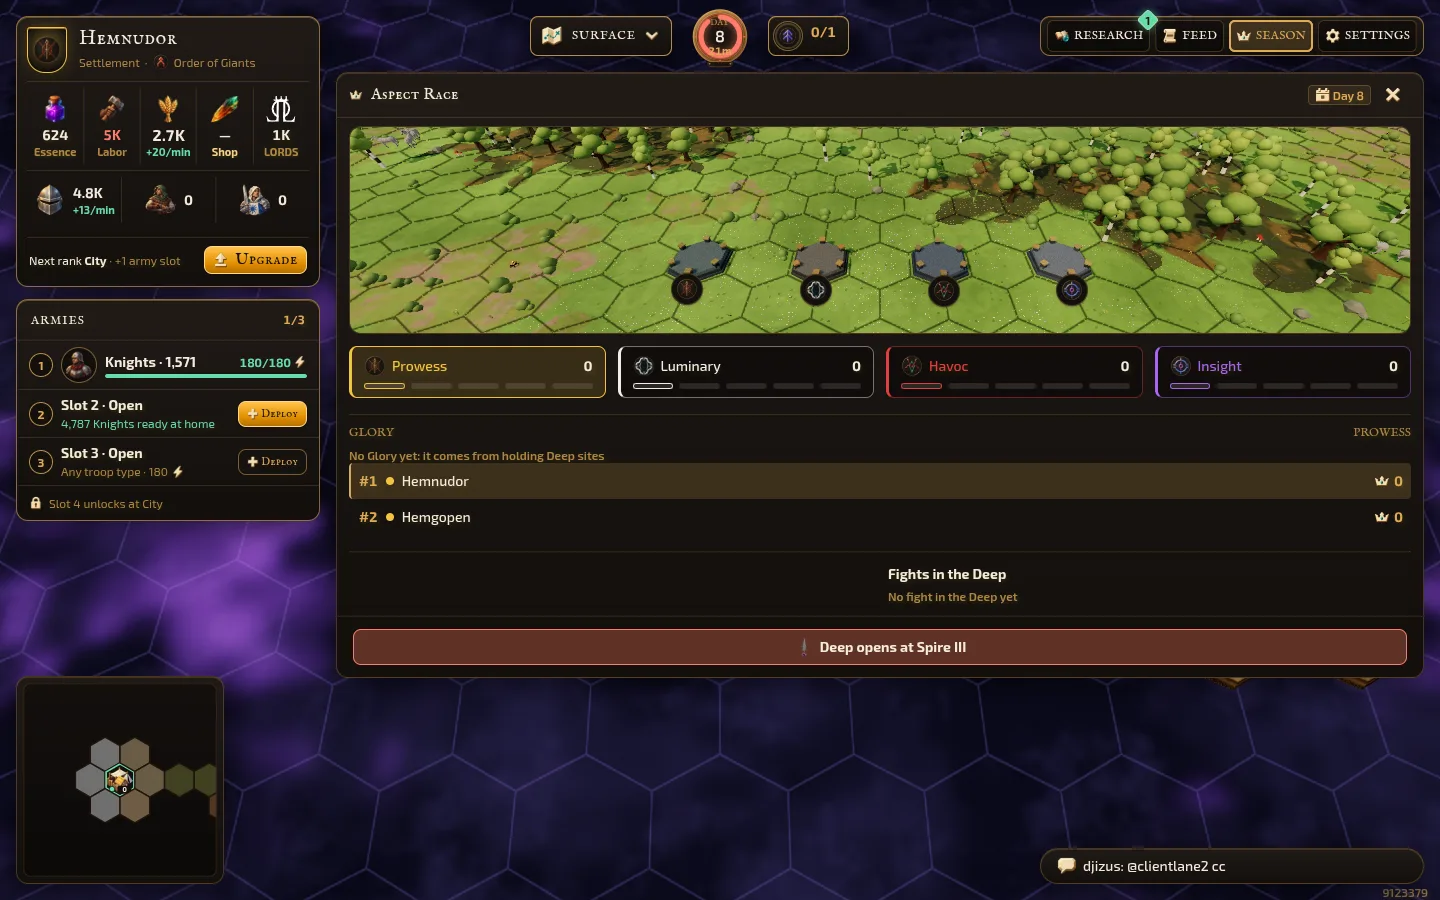 Hemnudor
Settlement · Order of Giants
624
Essence
5K
Labor
2.7K
+20/min
—
Shop
1K
LORDS
4.8K
+13/min
0
0
Next rank City · +1 army slot
Upgrade
ARMIES
1/3
1
Knights · 1,571
180/180
2
Slot 2 · Open
4,787 Knights ready at home
Deploy
3
Slot 3 · Open
Any troop type · 180
Deploy
Slot 4 unlocks at City
SURFACE
DAY
8
21m
0/1
1
RESEARCH
FEED
SEASON
SETTINGS
Aspect Race
Day 8
Prowess
0
Luminary
0
Havoc
0
Insight
0
GLORY
PROWESS
No Glory yet: it comes from holding Deep sites
#1 Hemnudor
0
#2 Hemgopen
0
Fights in the Deep
No fight in the Deep yet
Deep opens at Spire III
0
djizus: @clientlane2 cc
9123379